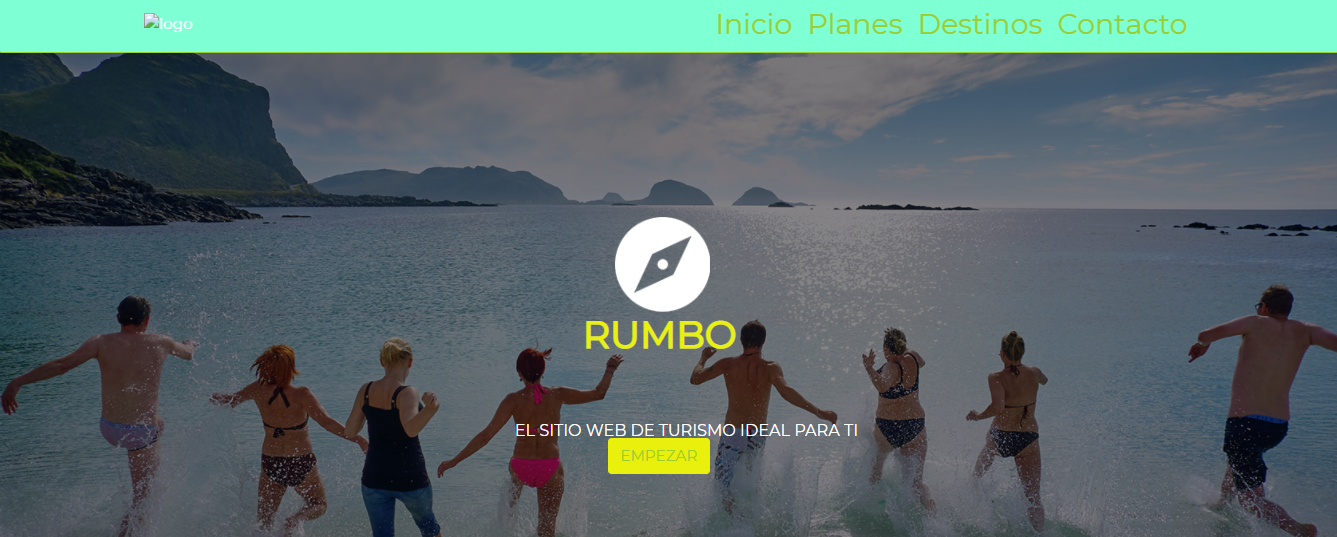 logo
Inicio Planes Destinos Contacto
RUMBO
EL SITIO WEB DE TURISMO IDEAL PARA TI
EMPEZAR